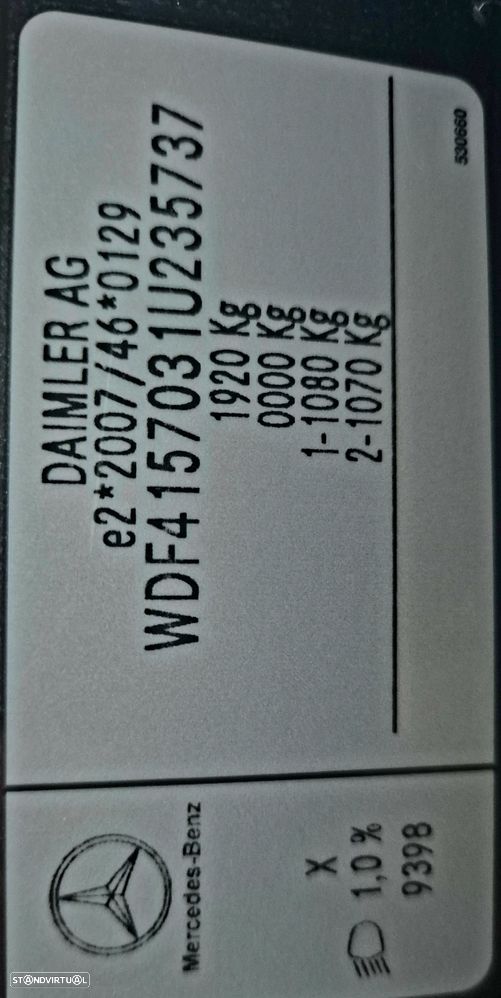 DAIMLER AG
e2*2007/46*0129
WDF4157031U235737
1920 Kg
0000 Kg
1-1080 Kg
2-1070 Kg
530660
Mercedes-Benz
X
1,0 %
9398
STANDVIRTUAL